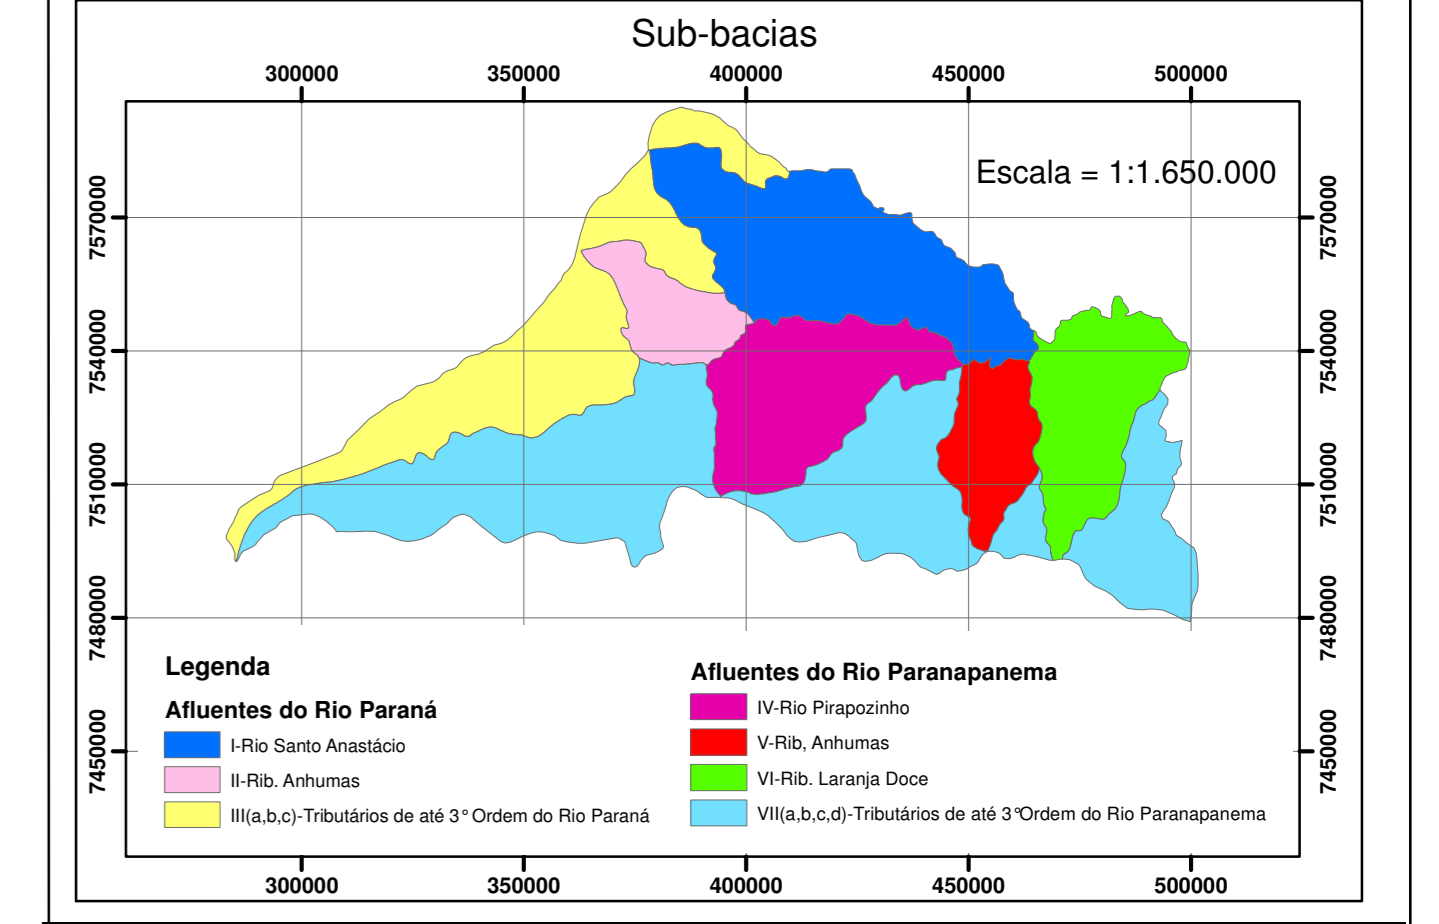 Sub-bacias
300000 350000 400000 450000 500000
Escala = 1:1.650.000
7570000 7570000
7540000 7540000
7510000 7510000
7480000 7480000
7450000 7450000
Legenda
Afluentes do Rio Paraná
I-Rio Santo Anastácio
II-Rib. Anhumas
III(a,b,c)-Tributários de até 3° Ordem do Rio Paraná
Afluentes do Rio Paranapanema
IV-Rio Pirapozinho
V-Rib, Anhumas
VI-Rib. Laranja Doce
VII(a,b,c,d)-Tributários de até 3°Ordem do Rio Paranapanema
300000 350000 400000 450000 500000